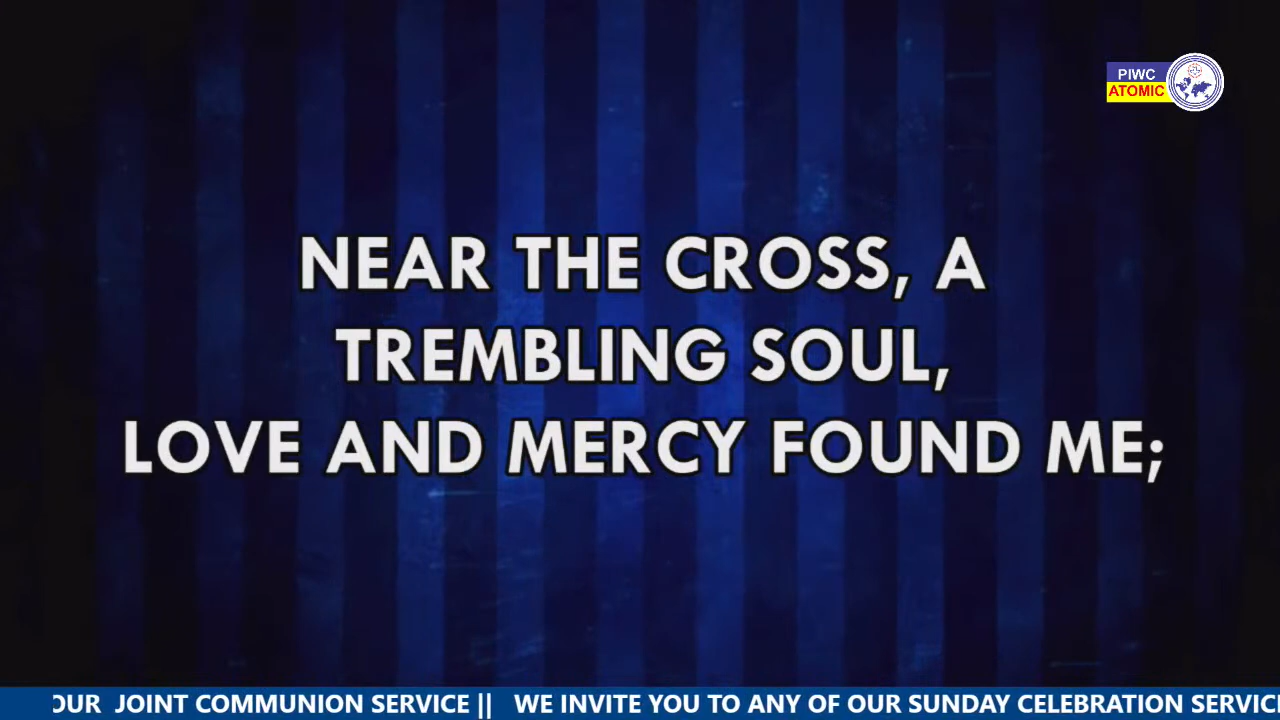 PIWC
ATOMIC
NEAR THE CROSS, A
TREMBLING SOUL,
LOVE AND MERCY FOUND ME;
JOINT COMMUNION SERVICE || WE INVITE YOU TO ANY OF OUR SUNDAY CELEBRATION